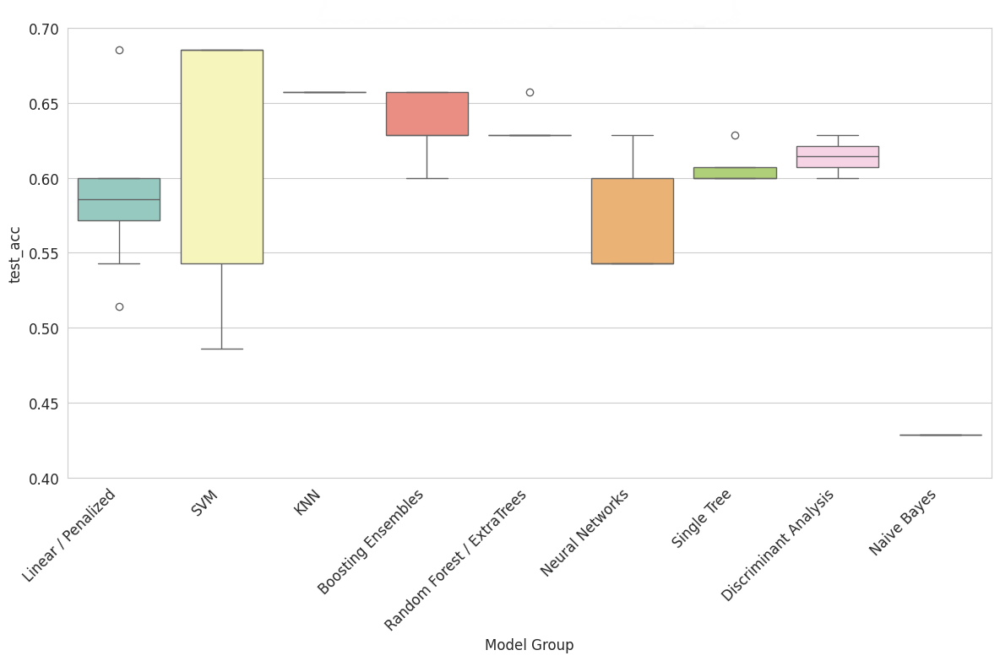 0.70
0.65
0.60
0.55
0.50
0.45
0.40
test_acc
Linear / Penalized
SVM
KNN
Boosting Ensembles
Random Forest / ExtraTrees
Neural Networks
Single Tree
Discriminant Analysis
Naive Bayes
Model Group